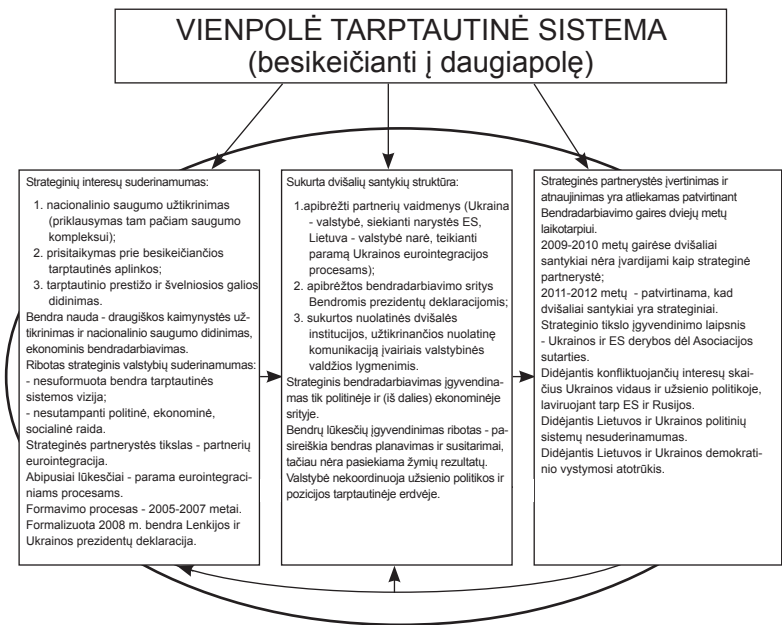 VIENPOLĖ TARPTAUTINĖ SISTEMA
(besikeičianti į daugiapolę)
Strateginių interesų suderinamumas:
1. nacionalinio saugumo užtikrinimas
(priklausymas tam pačiam saugumo
kompleksui);
2. prisitaikymas prie besikeičiančios
tarptautinės aplinkos;
3. tarptautinio prestižo ir švelniosios galios
didinimas.
Bendra nauda - draugiškos kaimynystės už-
tikrinimas ir nacionalinio saugumo didinimas,
ekonominis bendradarbiavimas.
Ribotas strateginis valstybių suderinamumas:
- nesuformuota bendra tarptautinės
sistemos vizija;
- nesutampanti politinė, ekonominė,
socialinė raida.
Strateginės partnerystės tikslas - partnerių
eurointegracija.
Abipusiai lūkesčiai - parama eurointegraci-
niams procesams.
Formavimo procesas - 2005-2007 metai.
Formalizuota 2008 m. bendra Lenkijos ir
Ukrainos prezidentų deklaracija.
Sukurta dvišalių santykių struktūra:
1.apibrėžti partnerių vaidmenys (Ukraina
- valstybė, siekianti narystės ES,
Lietuva - valstybė narė, teikianti
paramą Ukrainos eurointegracijos
procesams);
2. apibrėžtos bendradarbiavimo sritys
Bendromis prezidentų deklaracijomis;
3. sukurtos nuolatinės dvišalės
institucijos, užtikrinančios nuolatinę
komunikaciją įvairiais valstybinės
valdžios lygmenimis.
Strateginis bendradarbiavimas įgyvendina-
mas tik politinėje ir (iš dalies) ekonominėje
srityje.
Bendrų lūkesčių įgyvendinimas ribotas - pa-
sireiškia bendras planavimas ir susitarimai,
tačiau nėra pasiekiama žymių rezultatų.
Valstybė nekoordinuoja užsienio politikos ir
pozicijos tarptautinėje erdvėje.
Strateginės partnerystės įvertinimas ir
atnaujinimas yra atliekamas patvirtinant
Bendradarbiavimo gaires dviejų metų
laikotarpiui.
2009-2010 metų gairėse dvišaliai
santykiai nėra įvardijami kaip strateginė
partnerystė;
2011-2012 metų - patvirtinama, kad
dvišaliai santykiai yra strateginiai.
Strateginio tikslo įgyvendinimo laipsnis
- Ukrainos ir ES derybos dėl Asociacijos
sutarties.
Didėjantis konfliktuojančių interesų skai-
čius Ukrainos vidaus ir užsienio politikoje,
laviruojant tarp ES ir Rusijos.
Didėjantis Lietuvos ir Ukrainos politinių
sistemų nesuderinamumas.
Didėjantis Lietuvos ir Ukrainos demokrati-
nio vystymosi atotrūkis.